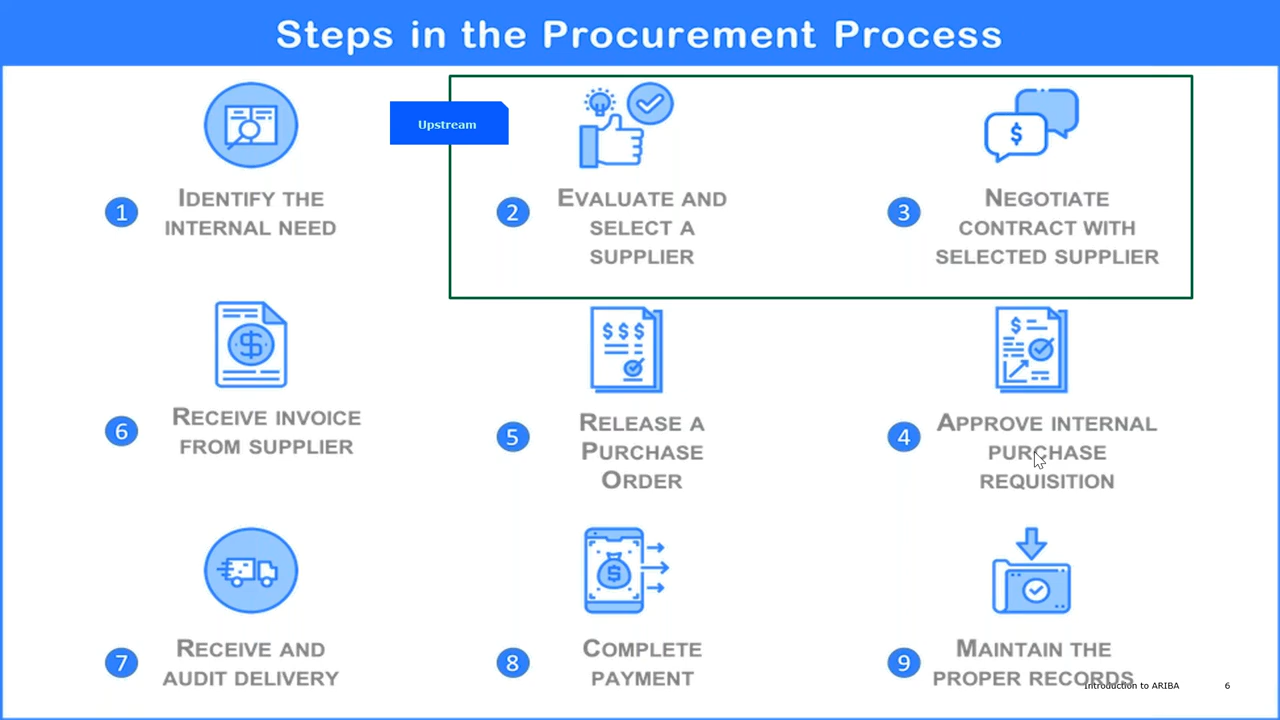 Steps in the Procurement Process
Upstream
1
IDENTIFY THE
INTERNAL NEED
2
EVALUATE AND
SELECT A
SUPPLIER
3
NEGOTIATE
CONTRACT WITH
SELECTED SUPPLIER
$
6
RECEIVE INVOICE
FROM SUPPLIER
$
5
RELEASE A
PURCHASE
ORDER
$ $ $
4
APPROVE INTERNAL
PURCHASE
REQUISITION
$
7
RECEIVE AND
AUDIT DELIVERY
8
COMPLETE
PAYMENT
$
9
MAINTAIN THE
PROPER RECORDS
Introduction to ARIBA
6